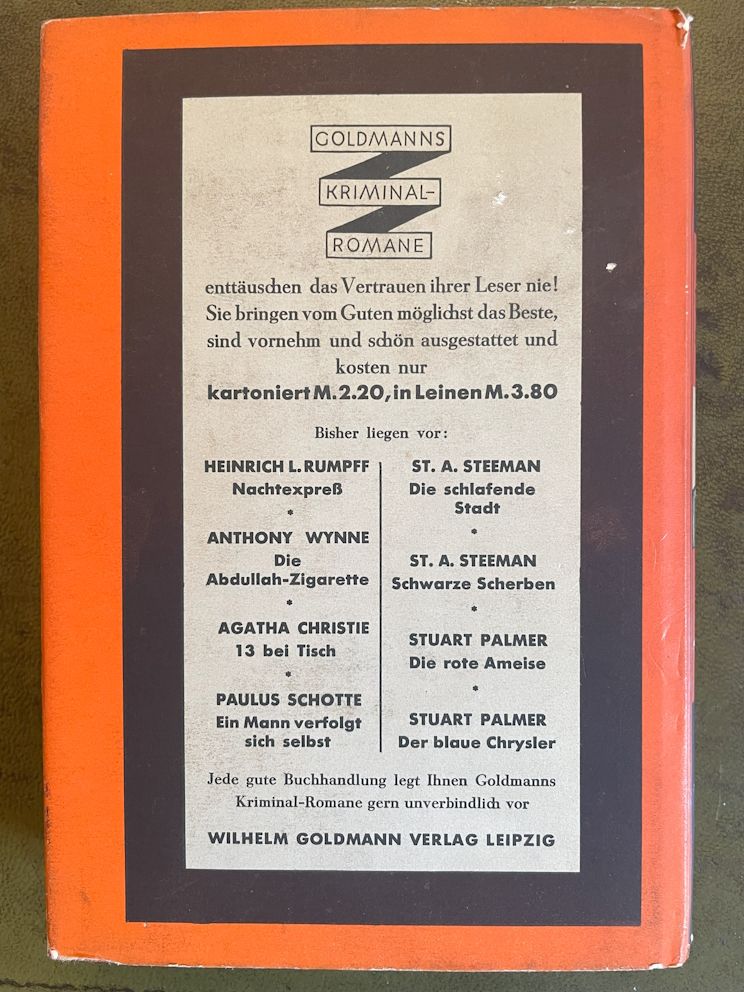 GOLDMANNS
KRIMINAL-
ROMANE
enttäuschen das Vertrauen ihrer Leser nie!
Sie bringen vom Guten möglichst das Beste,
sind vornehm und schön ausgestattet und
kosten nur
kartoniert M. 2.20, in Leinen M. 3.80
Bisher liegen vor:
HEINRICH L. RUMPFF
Nachtexpreß
*
ANTHONY WYNNE
Die
Abdullah-Zigarette
*
AGATHA CHRISTIE
13 bei Tisch
*
PAULUS SCHOTTE
Ein Mann verfolgt
sich selbst
ST. A. STEEMAN
Die schlafende
Stadt
*
ST. A. STEEMAN
Schwarze Scherben
*
STUART PALMER
Die rote Ameise
*
STUART PALMER
Der blaue Chrysler
Jede gute Buchhandlung legt Ihnen Goldmanns
Kriminal-Romane gern unverbindlich vor
WILHELM GOLDMANN VERLAG LEIPZIG